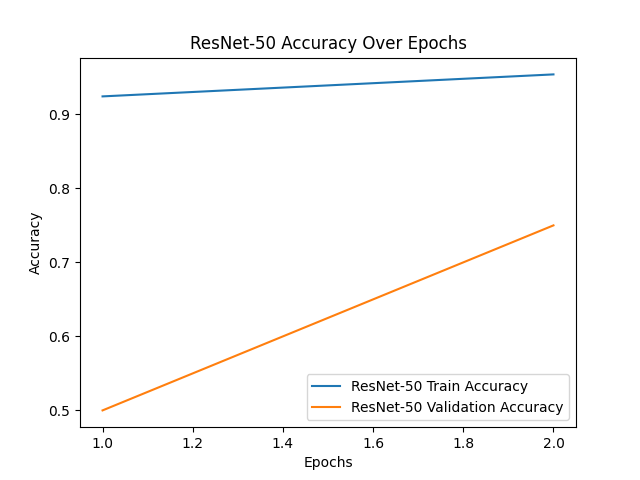 ResNet-50 Accuracy Over Epochs
Accuracy
0.9
0.8
0.7
0.6
0.5
ResNet-50 Train Accuracy
ResNet-50 Validation Accuracy
1.0 1.2 1.4 1.6 1.8 2.0
Epochs